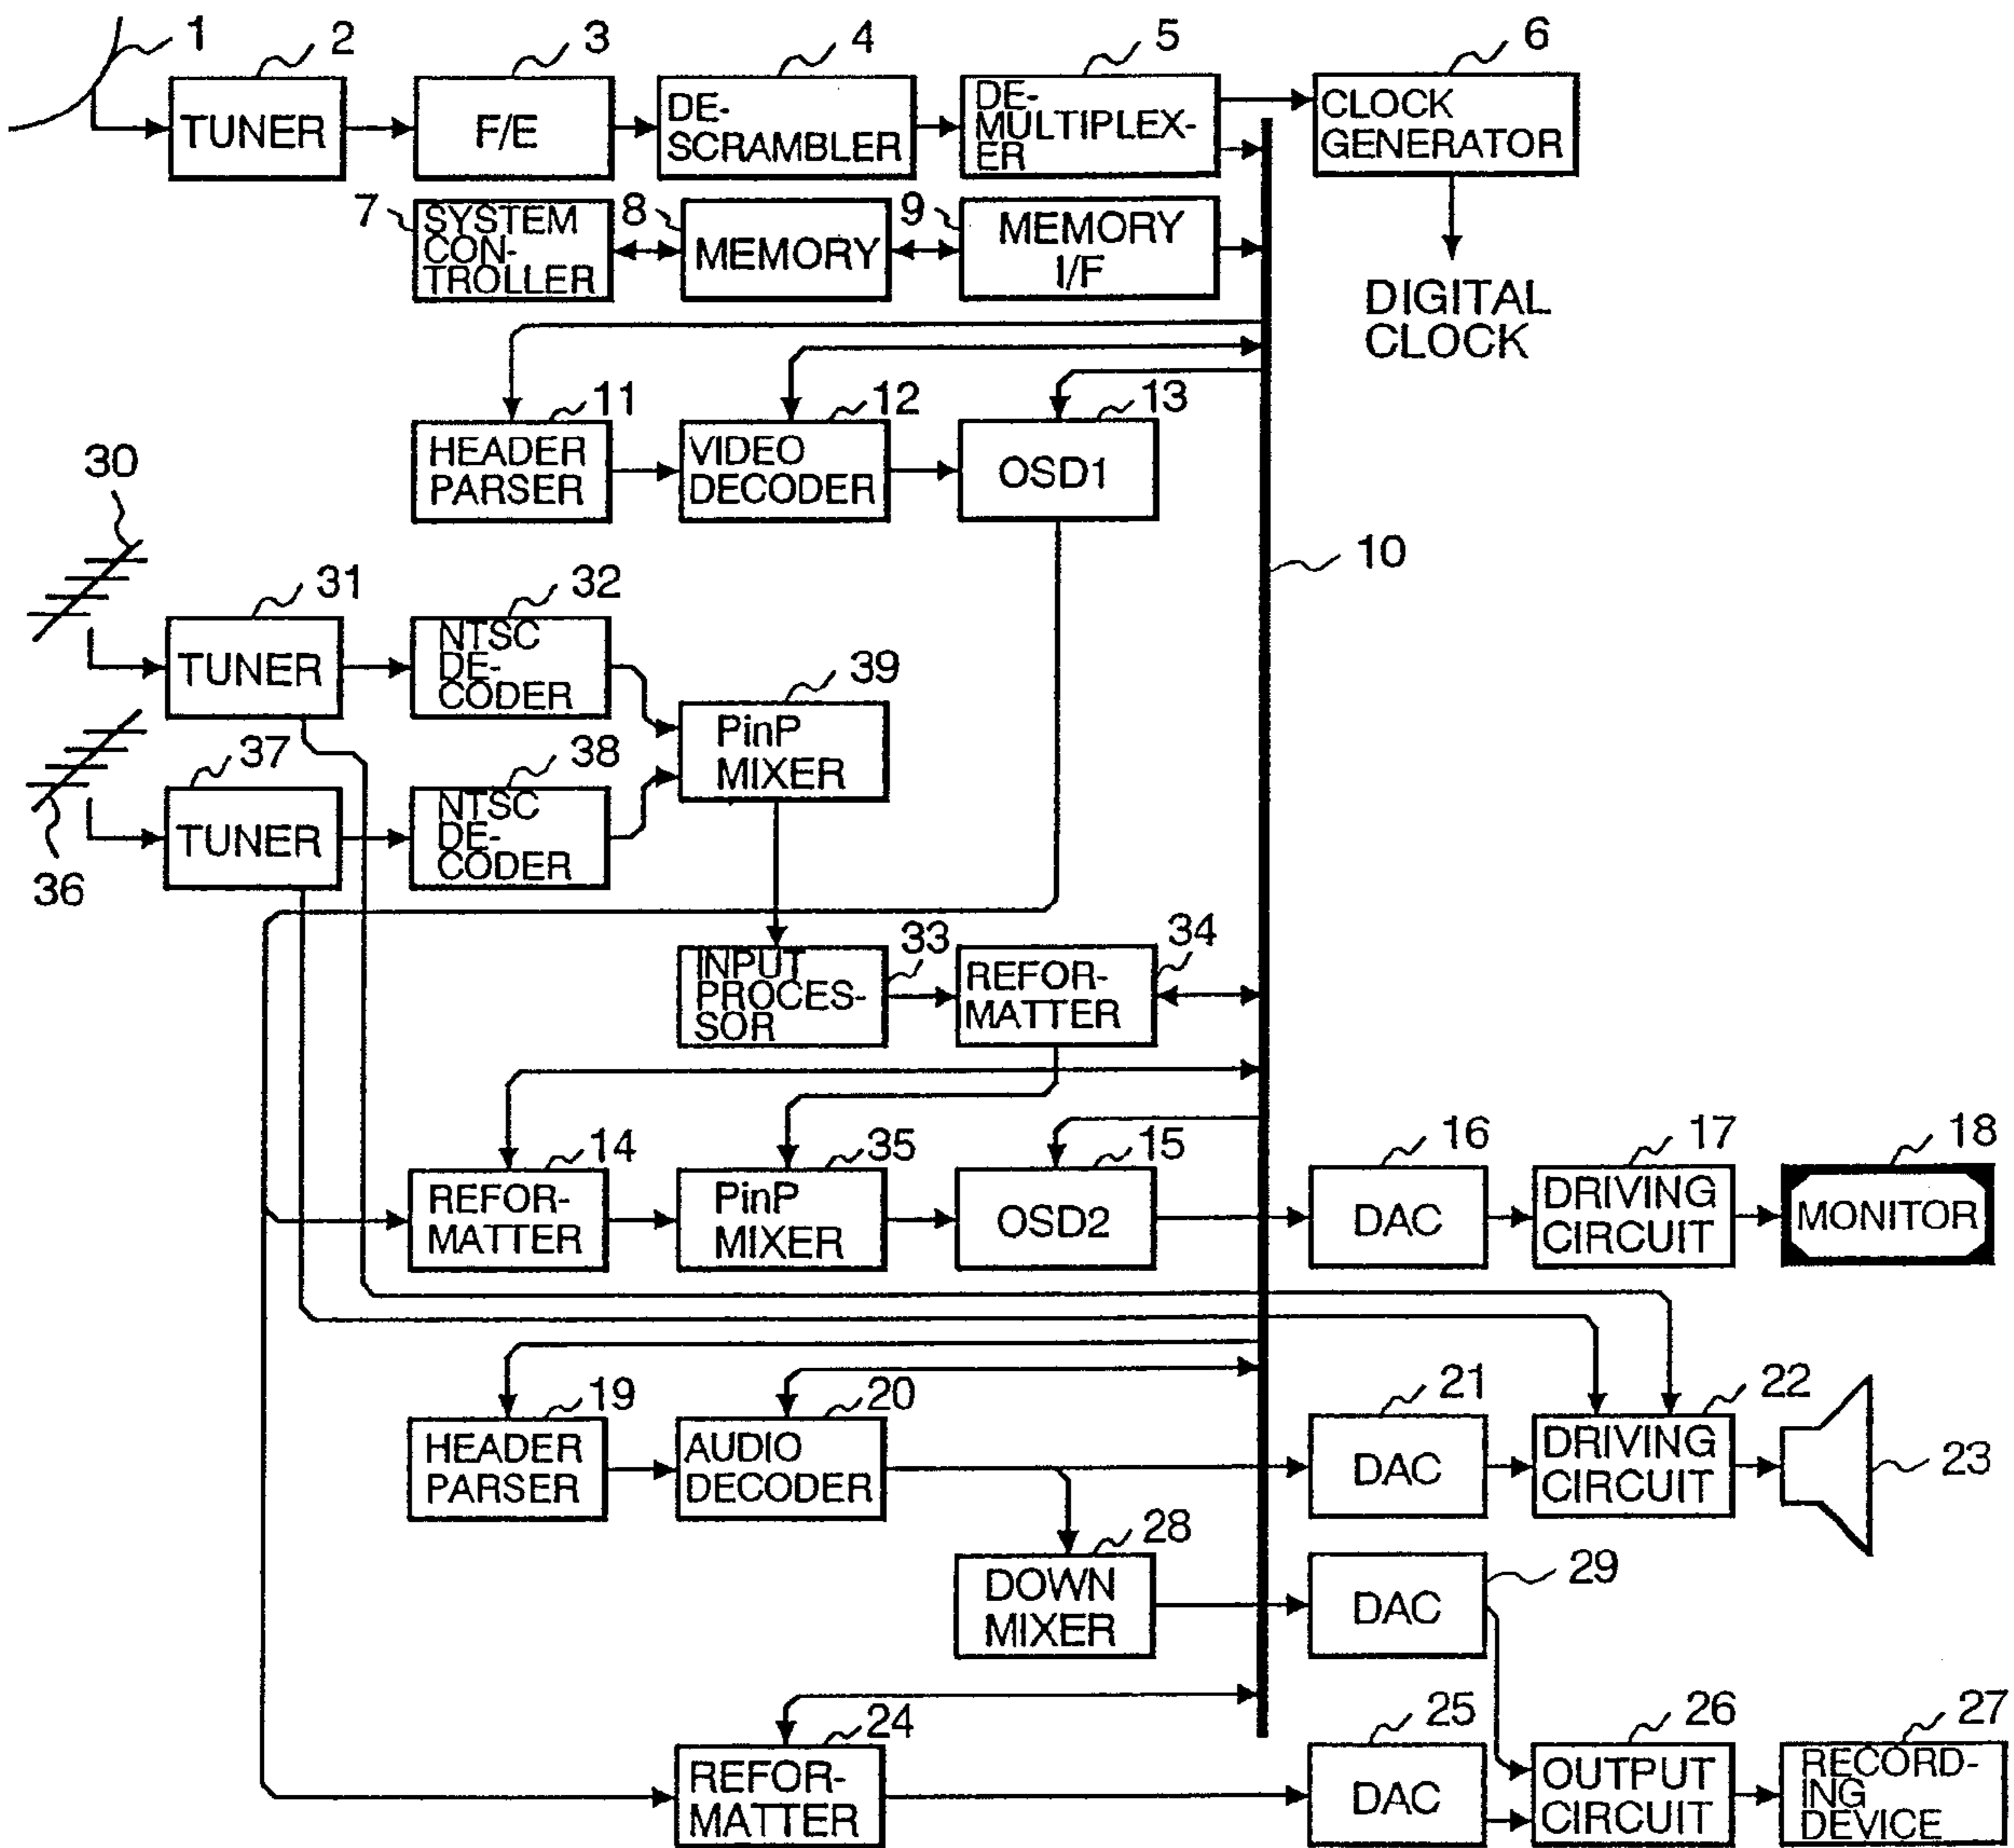 1
2
3
4
5
6
TUNER
F/E
DE-
SCRAMBLER
DE-
MULTIPLEX-
ER
CLOCK
GENERATOR
7
SYSTEM
CON-
TROLLER
8
MEMORY
9
MEMORY
I/F
DIGITAL
CLOCK
11
12
13
HEADER
PARSER
VIDEO
DECODER
OSD1
10
30
31
32
TUNER
NTSC
DE-
CODER
39
PinP
MIXER
37
38
TUNER
NTSC
DE-
CODER
36
33
34
INPUT
PROCES-
SOR
REFOR-
MATTER
14
35
15
16
17
18
REFOR-
MATTER
PinP
MIXER
OSD2
DAC
DRIVING
CIRCUIT
MONITOR
19
20
21
22
HEADER
PARSER
AUDIO
DECODER
DAC
DRIVING
CIRCUIT
23
28
29
DOWN
MIXER
DAC
24
25
26
27
REFOR-
MATTER
DAC
OUTPUT
CIRCUIT
RECORD-
ING
DEVICE